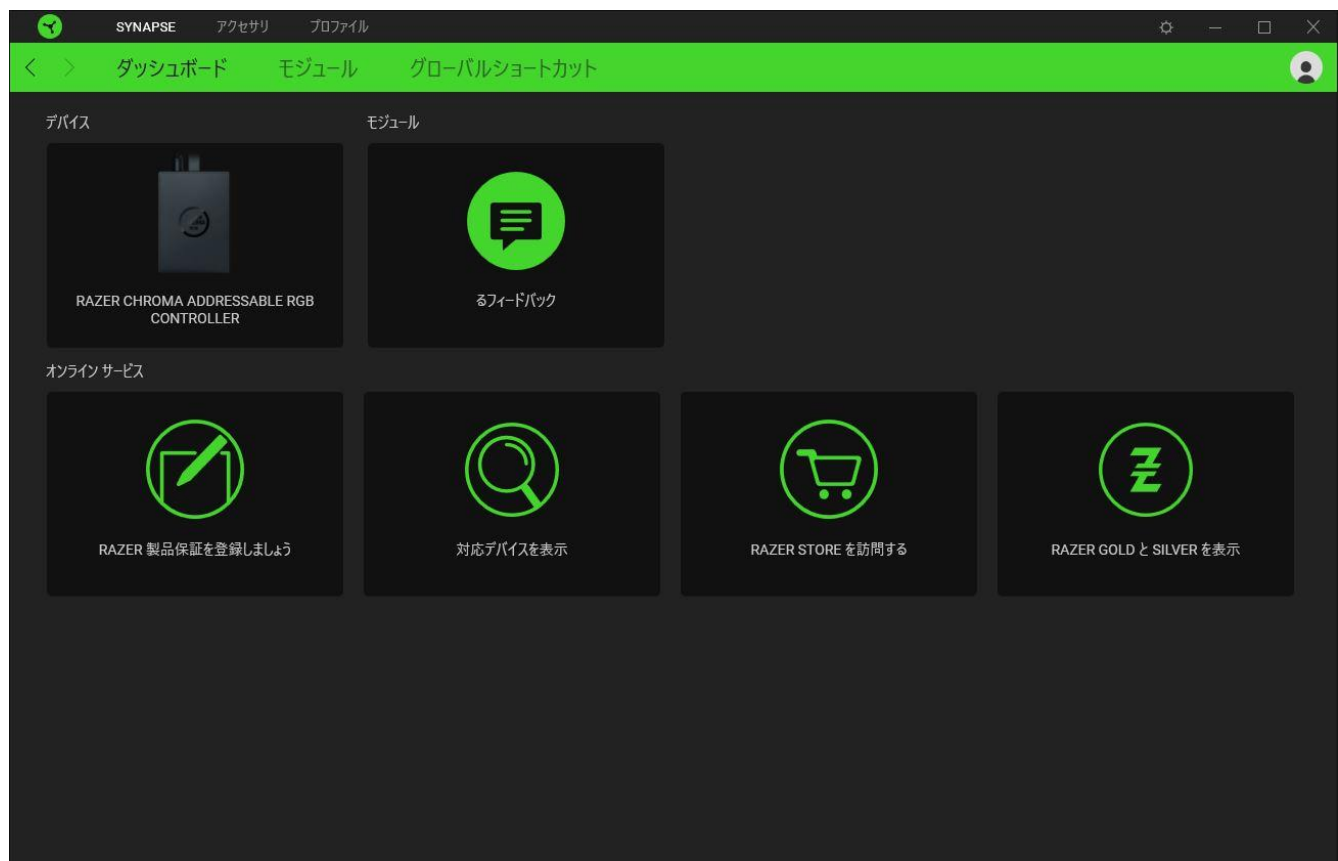 SYNAPSE アクセサリ プロファイル
ダッシュボード モジュール グローバルショートカット
デバイス モジュール
RAZER CHROMA ADDRESSABLE RGB
CONTROLLER
るフィードバック
オンライン サービス
RAZER 製品保証を登録しましょう
対応デバイスを表示
RAZER STORE を訪問する
RAZER GOLD と SILVER を表示